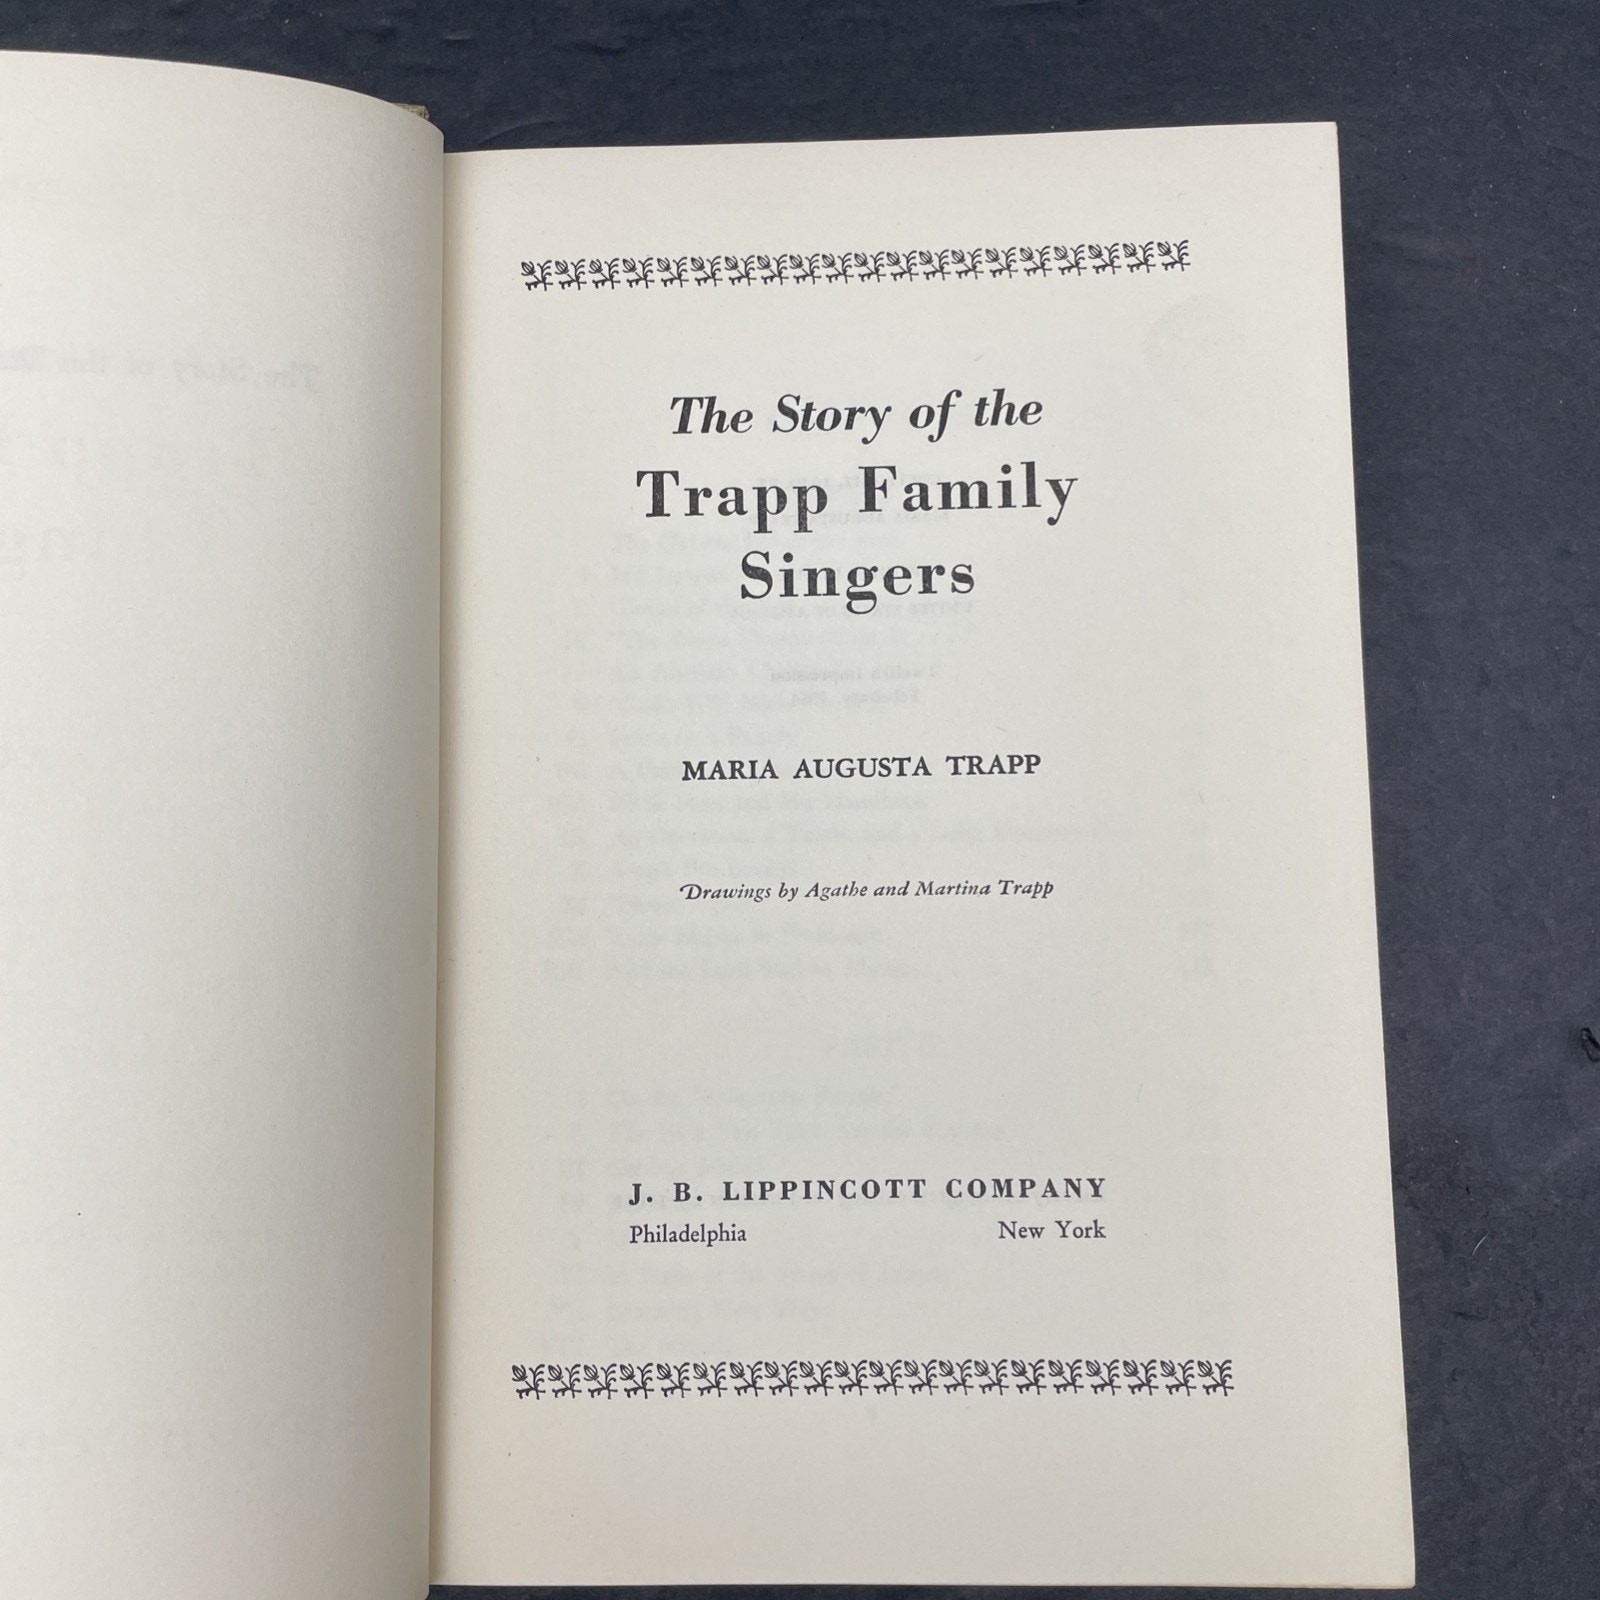 The Story of the
Trapp Family
Singers
MARIA AUGUSTA TRAPP
Drawings by Agathe and Martina Trapp
J. B. LIPPINCOTT COMPANY
Philadelphia New York